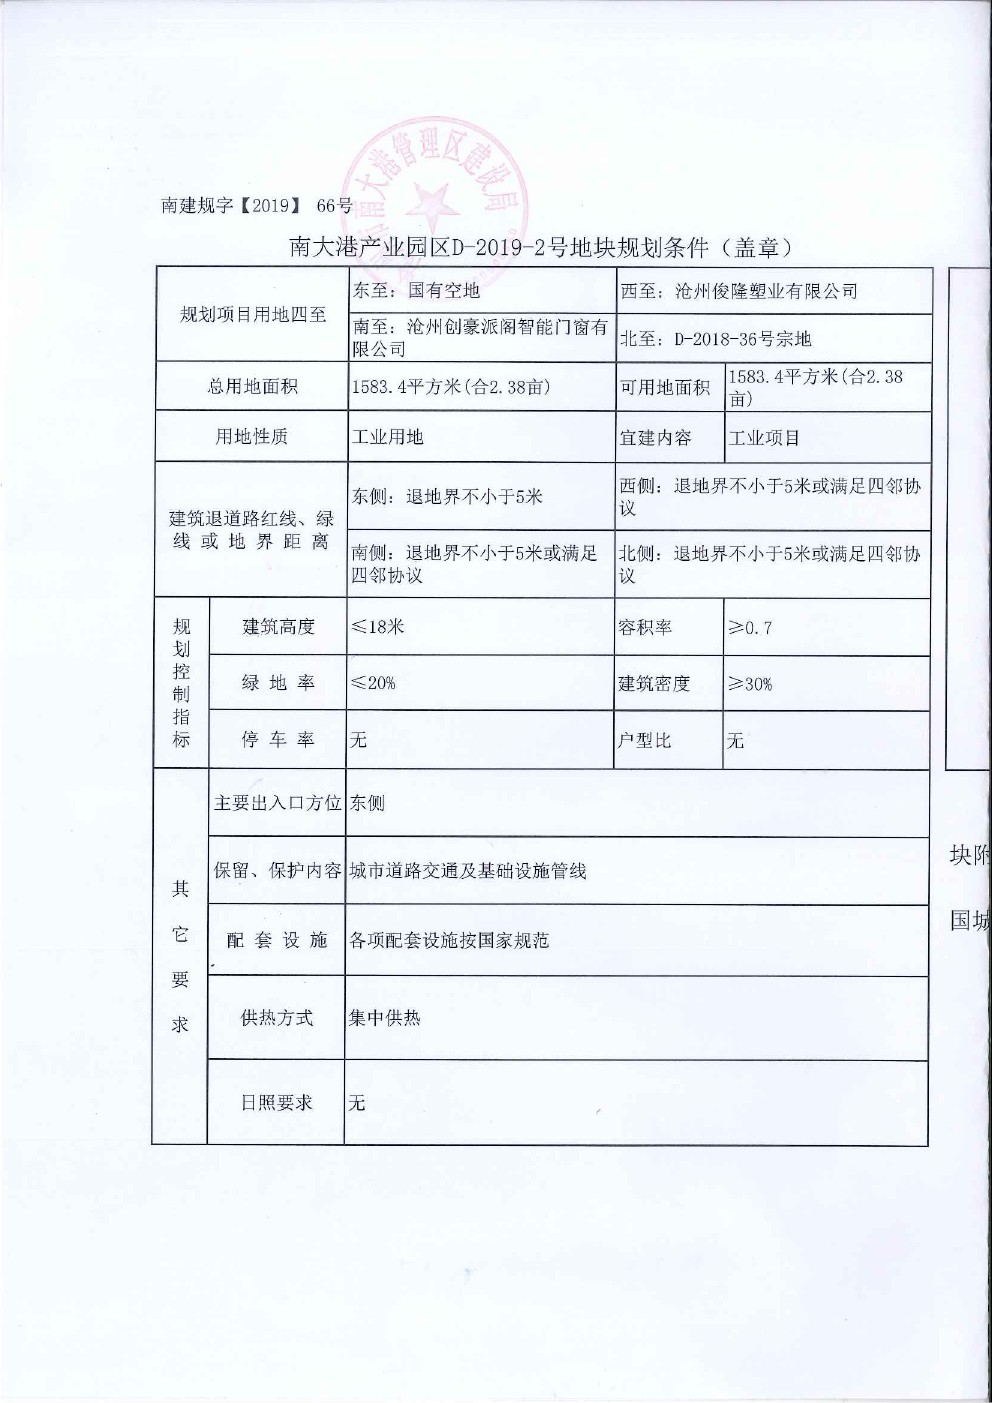 南大港管理区建设局
南建规字【2019】 66号
南大港产业园区D-2019-2号地块规划条件（盖章）
规划项目用地四至
东至：国有空地
西至：沧州俊隆塑业有限公司
南至：沧州创豪派阁智能门窗有
限公司
北至：D-2018-36号宗地
总用地面积
1583.4平方米(合2.38亩)
可用地面积
1583.4平方米(合2.38
亩)
用地性质
工业用地
宜建内容
工业项目
建筑退道路红线、绿
线或地界距离
东侧：退地界不小于5米
西侧：退地界不小于5米或满足四邻协
议
南侧：退地界不小于5米或满足
四邻协议
北侧：退地界不小于5米或满足四邻协
议
规划控制指标
建筑高度
≤18米
容积率
≥0.7
绿地率
≤20%
建筑密度
≥30%
停车率
无
户型比
无
其它要求
主要出入口方位
东侧
保留、保护内容
城市道路交通及基础设施管线
配套设施
各项配套设施按国家规范
供热方式
集中供热
日照要求
无
块附
国城